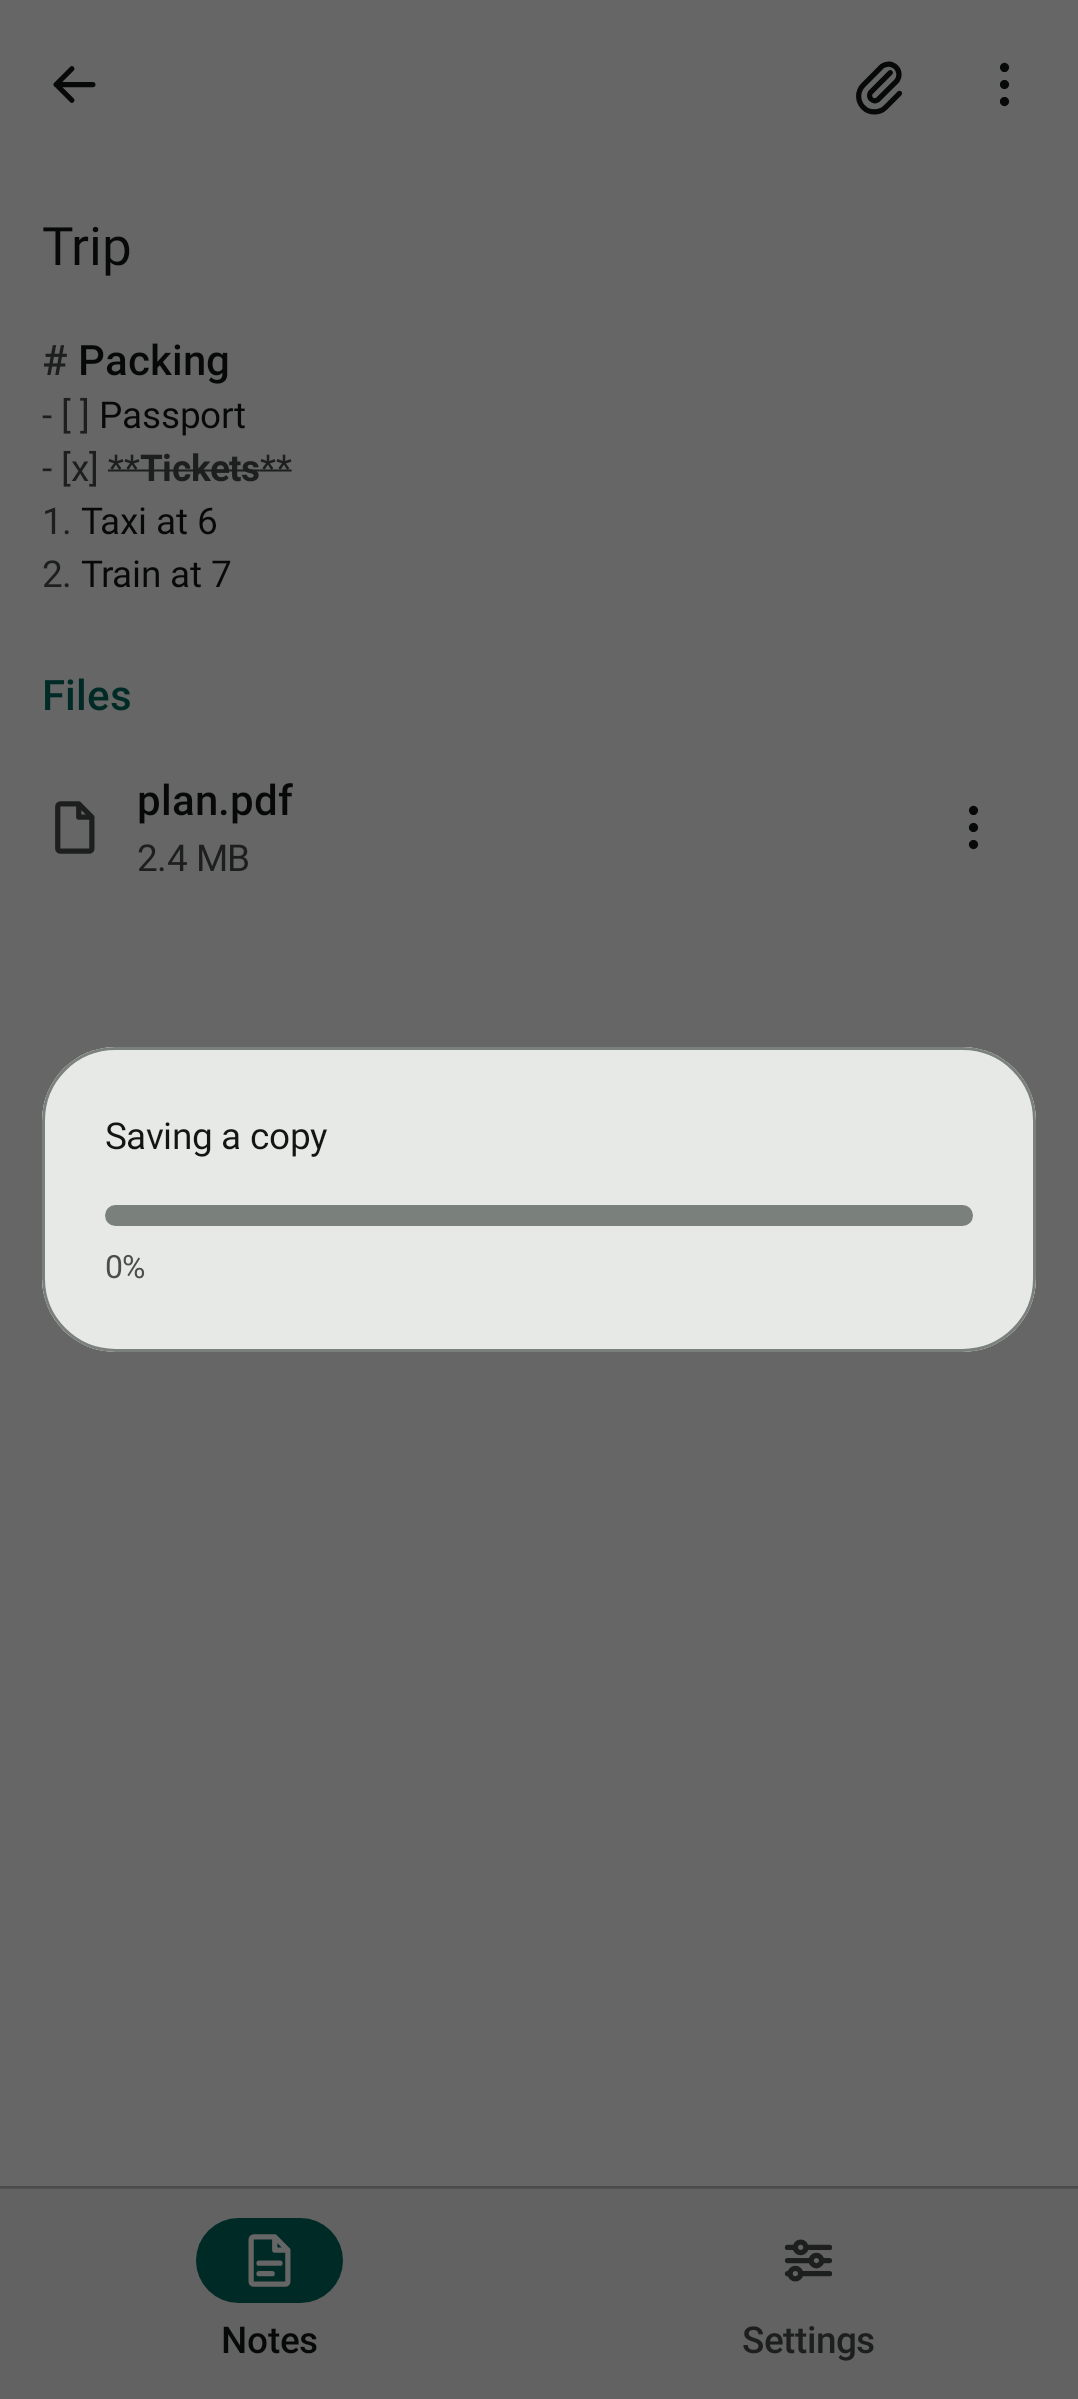 Trip
# Packing
- [ ] Passport
- [x] **Tickets**
1. Taxi at 6
2. Train at 7
Files
plan.pdf
2.4 MB
Saving a copy
0%
Notes
Settings